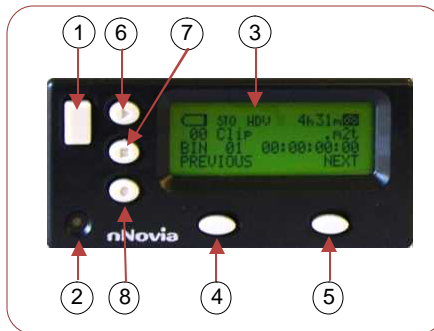 1 6 7 3
STO HDV 4h31m
00 Clip .m2t
BIN 01 00:00:00:00
PREVIOUS NEXT
nNovia
2 8 4 5